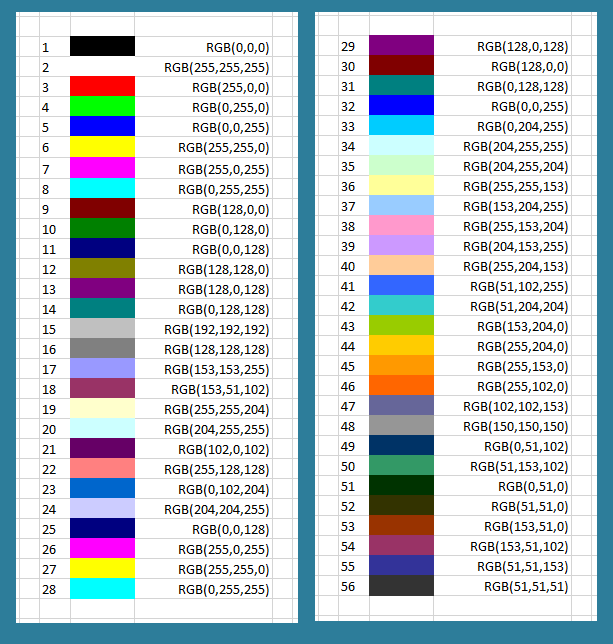 1 RGB(0,0,0)
2 RGB(255,255,255)
3 RGB(255,0,0)
4 RGB(0,255,0)
5 RGB(0,0,255)
6 RGB(255,255,0)
7 RGB(255,0,255)
8 RGB(0,255,255)
9 RGB(128,0,0)
10 RGB(0,128,0)
11 RGB(0,0,128)
12 RGB(128,128,0)
13 RGB(128,0,128)
14 RGB(0,128,128)
15 RGB(192,192,192)
16 RGB(128,128,128)
17 RGB(153,153,255)
18 RGB(153,51,102)
19 RGB(255,255,204)
20 RGB(204,255,255)
21 RGB(102,0,102)
22 RGB(255,128,128)
23 RGB(0,102,204)
24 RGB(204,204,255)
25 RGB(0,0,128)
26 RGB(255,0,255)
27 RGB(255,255,0)
28 RGB(0,255,255)
29 RGB(128,0,128)
30 RGB(128,0,0)
31 RGB(0,128,128)
32 RGB(0,0,255)
33 RGB(0,204,255)
34 RGB(204,255,255)
35 RGB(204,255,204)
36 RGB(255,255,153)
37 RGB(153,204,255)
38 RGB(255,153,204)
39 RGB(204,153,255)
40 RGB(255,204,153)
41 RGB(51,102,255)
42 RGB(51,204,204)
43 RGB(153,204,0)
44 RGB(255,204,0)
45 RGB(255,153,0)
46 RGB(255,102,0)
47 RGB(102,102,153)
48 RGB(150,150,150)
49 RGB(0,51,102)
50 RGB(51,153,102)
51 RGB(0,51,0)
52 RGB(51,51,0)
53 RGB(153,51,0)
54 RGB(153,51,102)
55 RGB(51,51,153)
56 RGB(51,51,51)